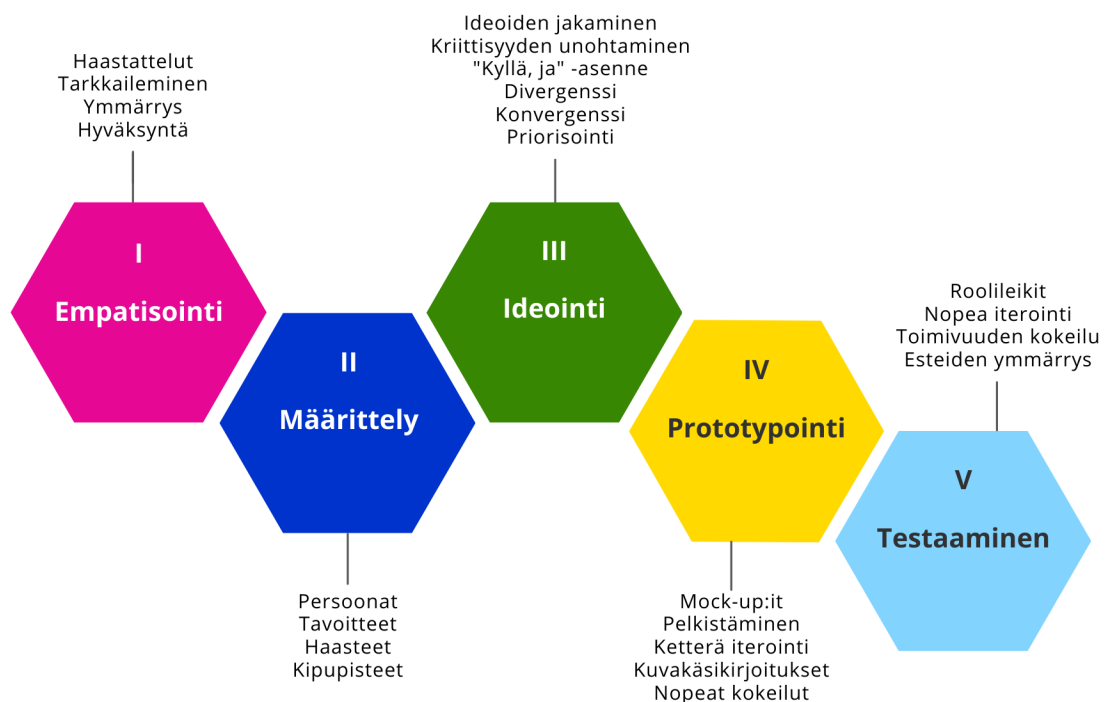 Haastattelut
Tarkkaileminen
Ymmärrys
Hyväksyntä
I
Empatisointi
II
Määrittely
Persoonat
Tavoitteet
Haasteet
Kipupisteet
Ideoiden jakaminen
Kriittisyyden unohtaminen
"Kyllä, ja" -asenne
Divergenssi
Konvergenssi
Priorisointi
III
Ideointi
IV
Prototypointi
Mock-up:it
Pelkistäminen
Ketterä iterointi
Kuvakäsikirjoitukset
Nopeat kokeilut
Roolileikit
Nopea iterointi
Toimivuuden kokeilu
Esteiden ymmärrys
V
Testaaminen